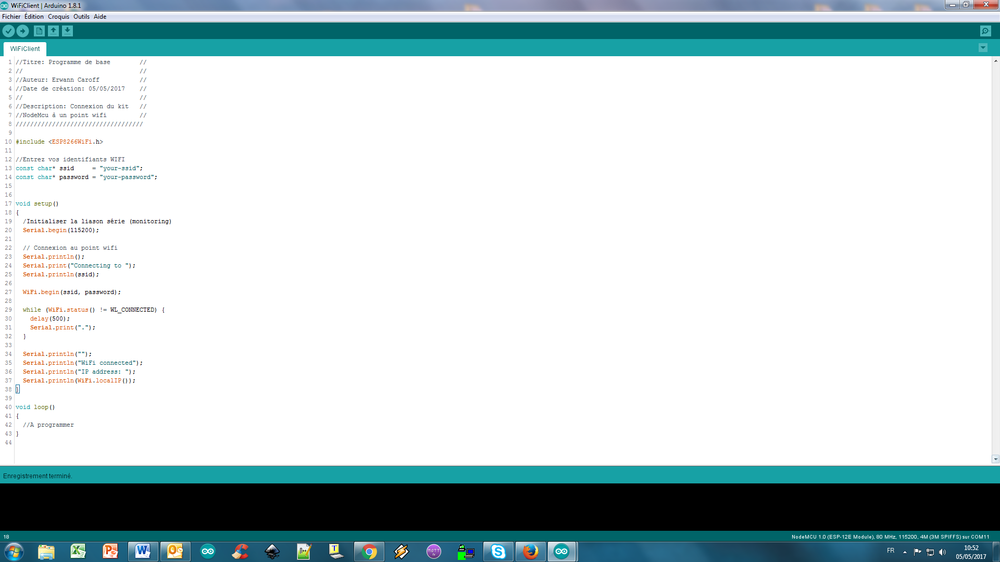 WiFiClient | Arduino 1.8.1
Fichier Édition Croquis Outils Aide
WiFiClient
1 //Titre: Programme de base //
2 // //
3 //Auteur: Erwann Caroff //
4 //Date de création: 05/05/2017 //
5 // //
6 //Description: Connexion du kit //
7 //NodeMcu à un point wifi //
8 ///////////////////////////////////
9
10 #include <ESP8266WiFi.h>
11
12 //Entrez vos identifiants WIFI
13 const char* ssid = "your-ssid";
14 const char* password = "your-password";
15
16
17 void setup()
18 {
19 /Initialiser la liason série (monitoring)
20 Serial.begin(115200);
21
22 // Connexion au point wifi
23 Serial.println();
24 Serial.print("Connecting to ");
25 Serial.println(ssid);
26
27 WiFi.begin(ssid, password);
28
29 while (WiFi.status() != WL_CONNECTED) {
30 delay(500);
31 Serial.print(".");
32 }
33
34 Serial.println("");
35 Serial.println("WiFi connected");
36 Serial.println("IP address: ");
37 Serial.println(WiFi.localIP());
38 }
39
40 void loop()
41 {
42 //A programmer
43 }
44
Enregistrement terminé.
18
NodeMCU 1.0 (ESP-12E Module), 80 MHz, 115200, 4M (3M SPIFFS) sur COM11
FR
10:52
05/05/2017